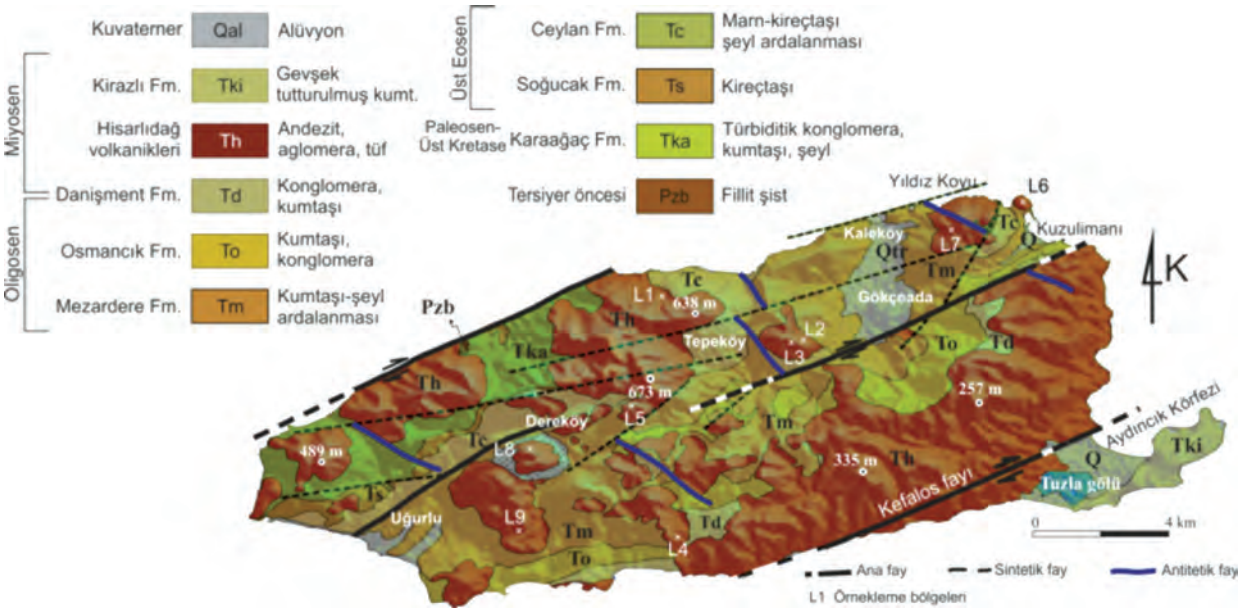 Kuvaterner Qal Alüvyon
Miyosen
Kirazlı Fm. Tki Gevşek
tutturulmuş kumt.
Hisarlıdağ
volkanikleri Th Andezit,
aglomera, tüf
Danişment Fm. Td Konglomera,
kumtaşı
Oligosen
Osmancık Fm. To Kumtaşı,
konglomera
Mezardere Fm. Tm Kumtaşı-şeyl
ardalanması
Üst Eosen
Ceylan Fm. Tc Marn-kireçtaşı
şeyl ardalanması
Soğucak Fm. Ts Kireçtaşı
Paleosen-
Üst Kretase
Karaağaç Fm. Tka Türbiditik konglomera,
kumtaşı, şeyl
Tersiyer öncesi Pzb Fillit şist
Yıldız Koyu
L6
Kuzulimanı
Kaleköy
L7
Tc
Q
Qtr
Tm
Gökçeada
K
Tc
L1
638 m
Th
Pzb
Tka
Tepeköy
L2
L3
To
Td
Th
673 m
257 m
L5
Dereköy
Tm
Aydıncık Körfezi
Tc
L8
489 m
335 m
Th
Q
Tki
Ts
Kefalos fayı
Tuzla gölü
Uğurlu
L9
Tm
Td
L4
To
0 4 km
Ana fay Sintetik fay Antitetik fay
L1 Örnekleme bölgeleri